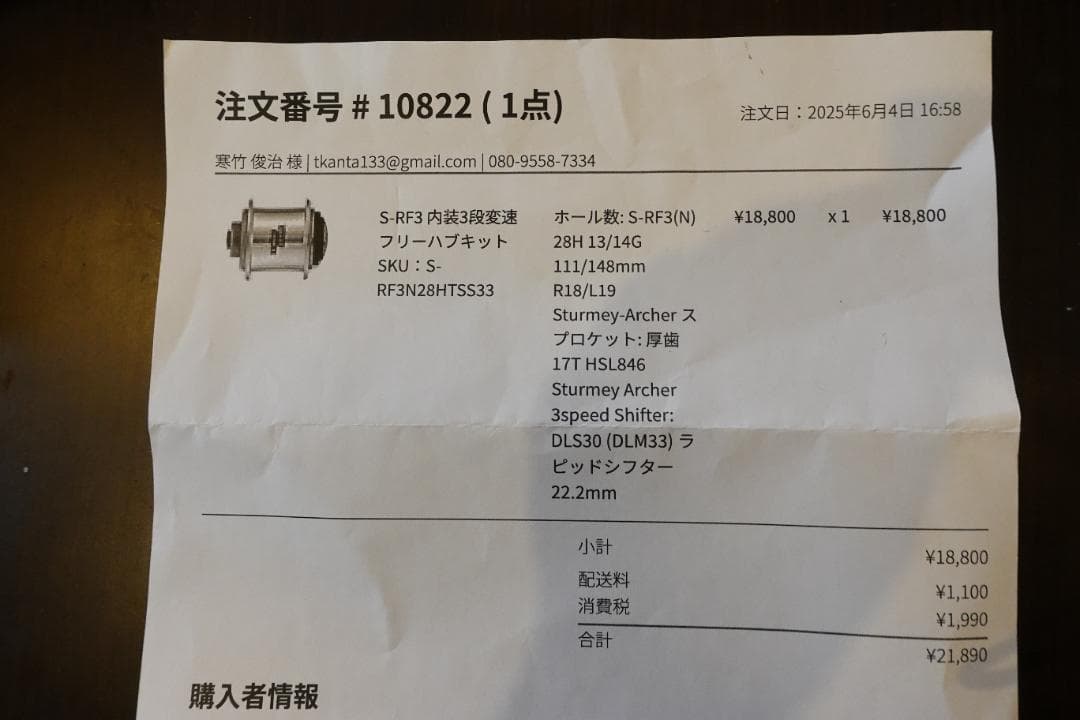 注文番号 # 10822 ( 1点)
注文日：2025年6月4日 16:58
寒竹 俊治 様 | tkanta133@gmail.com | 080-9558-7334
S-RF3 内装3段変速
フリーハブキット
SKU：S-
RF3N28HTSS33
ホール数: S-RF3(N)
28H 13/14G
111/148mm
R18/L19
Sturmey-Archer ス
プロケット: 厚歯
17T HSL846
Sturmey Archer
3speed Shifter:
DLS30 (DLM33) ラ
ピッドシフター
22.2mm
¥18,800 x 1 ¥18,800
小計 ¥18,800
配送料 ¥1,100
消費税 ¥1,990
合計 ¥21,890
購入者情報